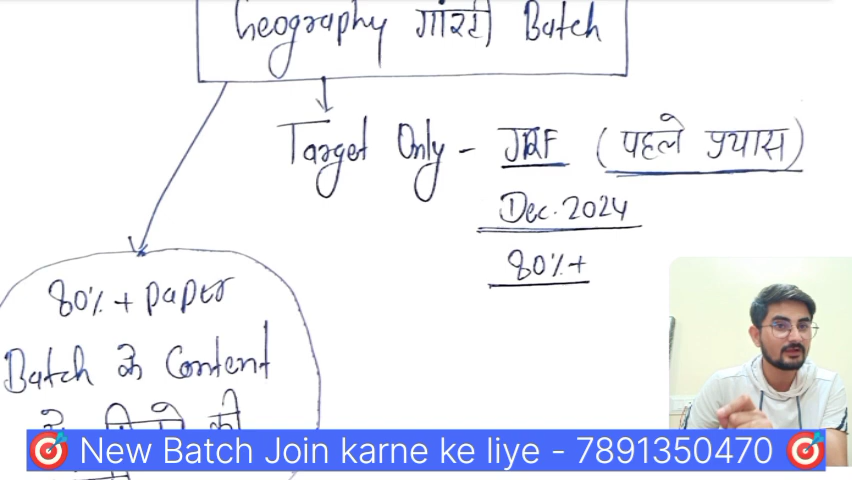 Geography गारंटी Batch
Target Only - JRF (पहले प्रयास)
Dec. 2024
80% +
80% + paper
Batch के Content
से की
🎯 New Batch Join karne ke liye - 7891350470 🎯